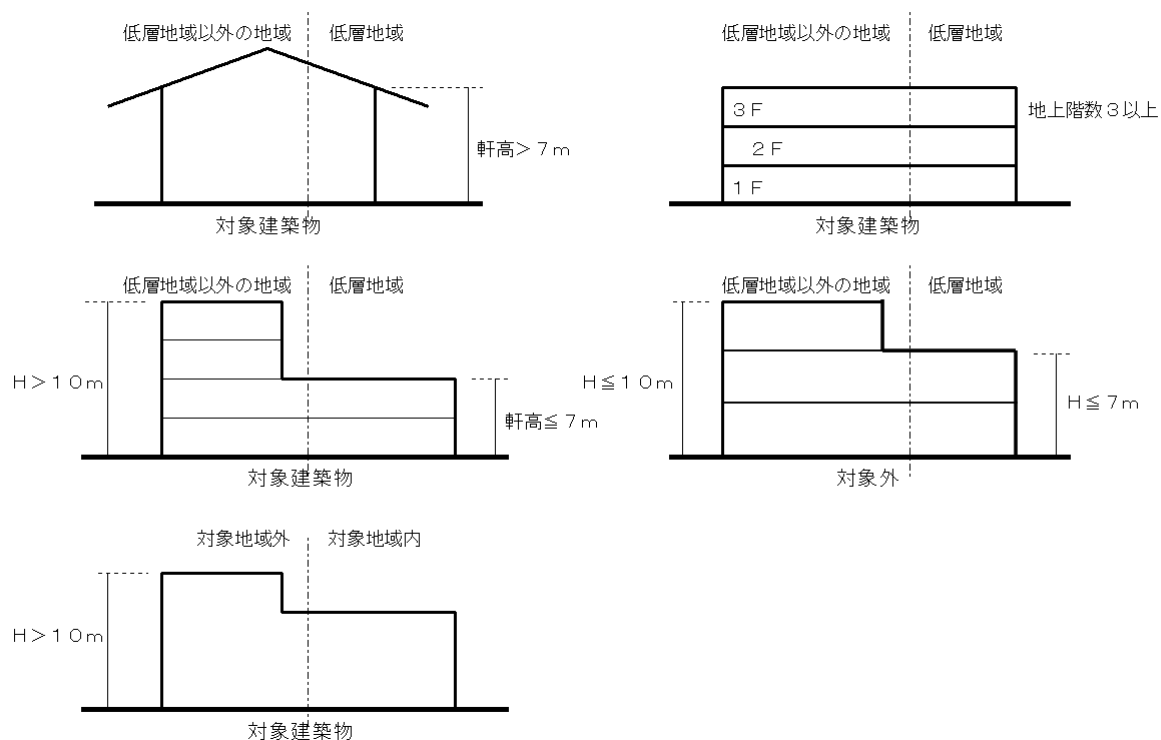 低層地域以外の地域 低層地域
軒高＞７ｍ
対象建築物
低層地域以外の地域 低層地域
３Ｆ
２Ｆ
１Ｆ
地上階数３以上
対象建築物
低層地域以外の地域 低層地域
Ｈ＞１０ｍ
軒高≦７ｍ
対象建築物
低層地域以外の地域 低層地域
Ｈ≦１０ｍ
Ｈ≦７ｍ
対象外
対象地域外 対象地域内
Ｈ＞１０ｍ
対象建築物